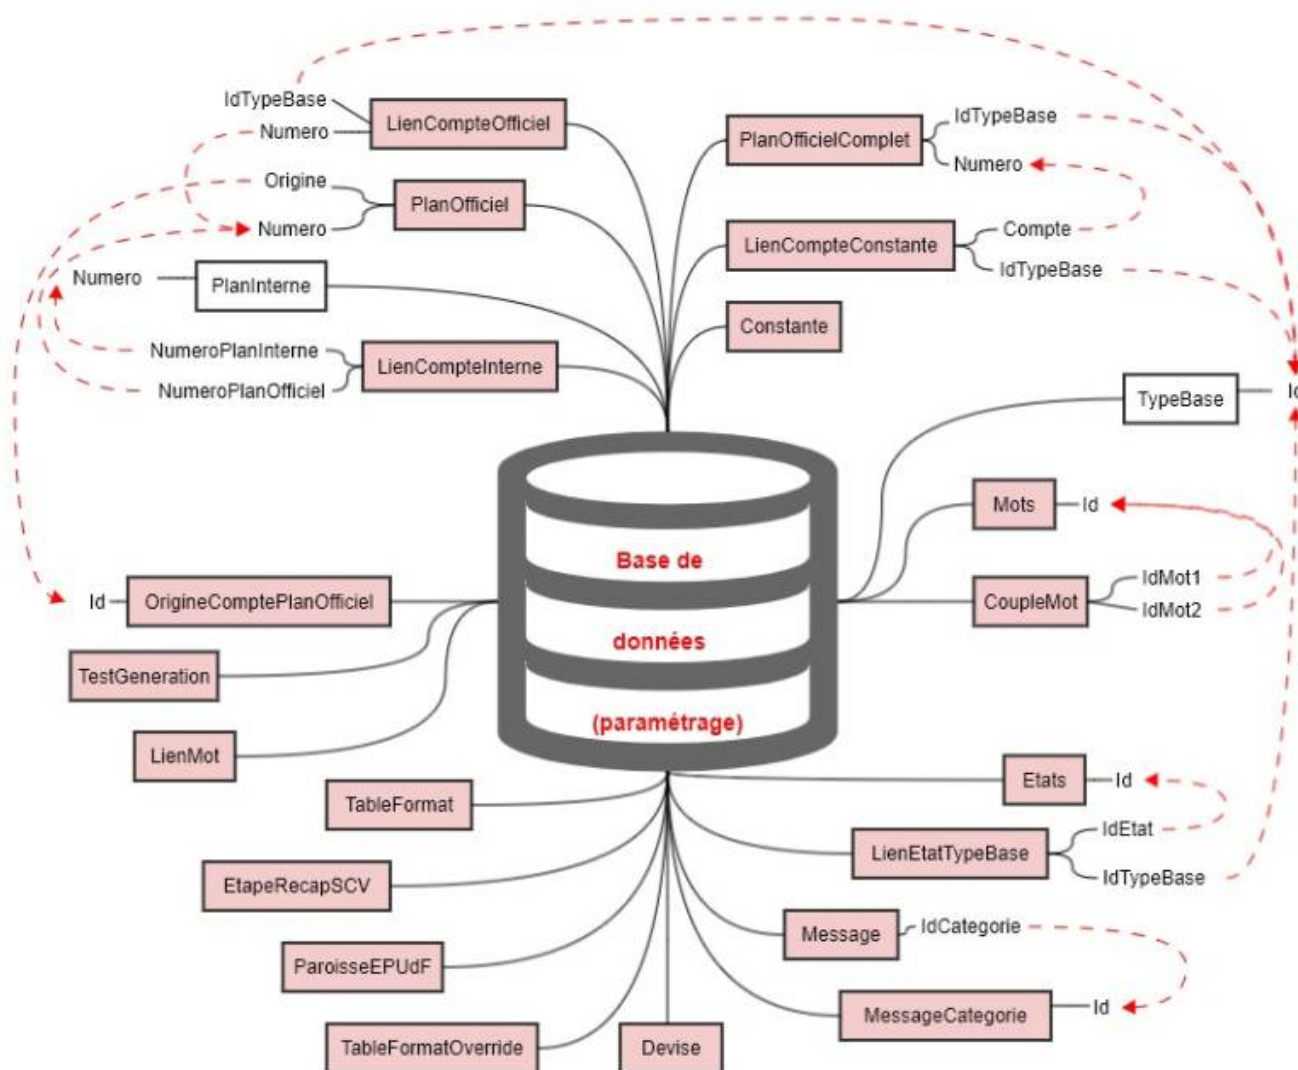 IdTypeBase
Numero
LienCompteOfficiel
Origine
Numero
PlanOfficiel
Numero
PlanInterne
NumeroPlanInterne
NumeroPlanOfficiel
LienCompteInterne
PlanOfficielComplet
IdTypeBase
Numero
LienCompteConstante
Compte
IdTypeBase
Constante
TypeBase
Id
Mots
Id
CoupleMot
IdMot1
IdMot2
Base de
données
(paramétrage)
Id
OrigineComptePlanOfficiel
TestGeneration
LienMot
TableFormat
EtapeRecapSCV
ParoisseEPUdF
TableFormatOverride
Devise
Etats
Id
LienEtatTypeBase
IdEtat
IdTypeBase
Message
IdCategorie
MessageCategorie
Id